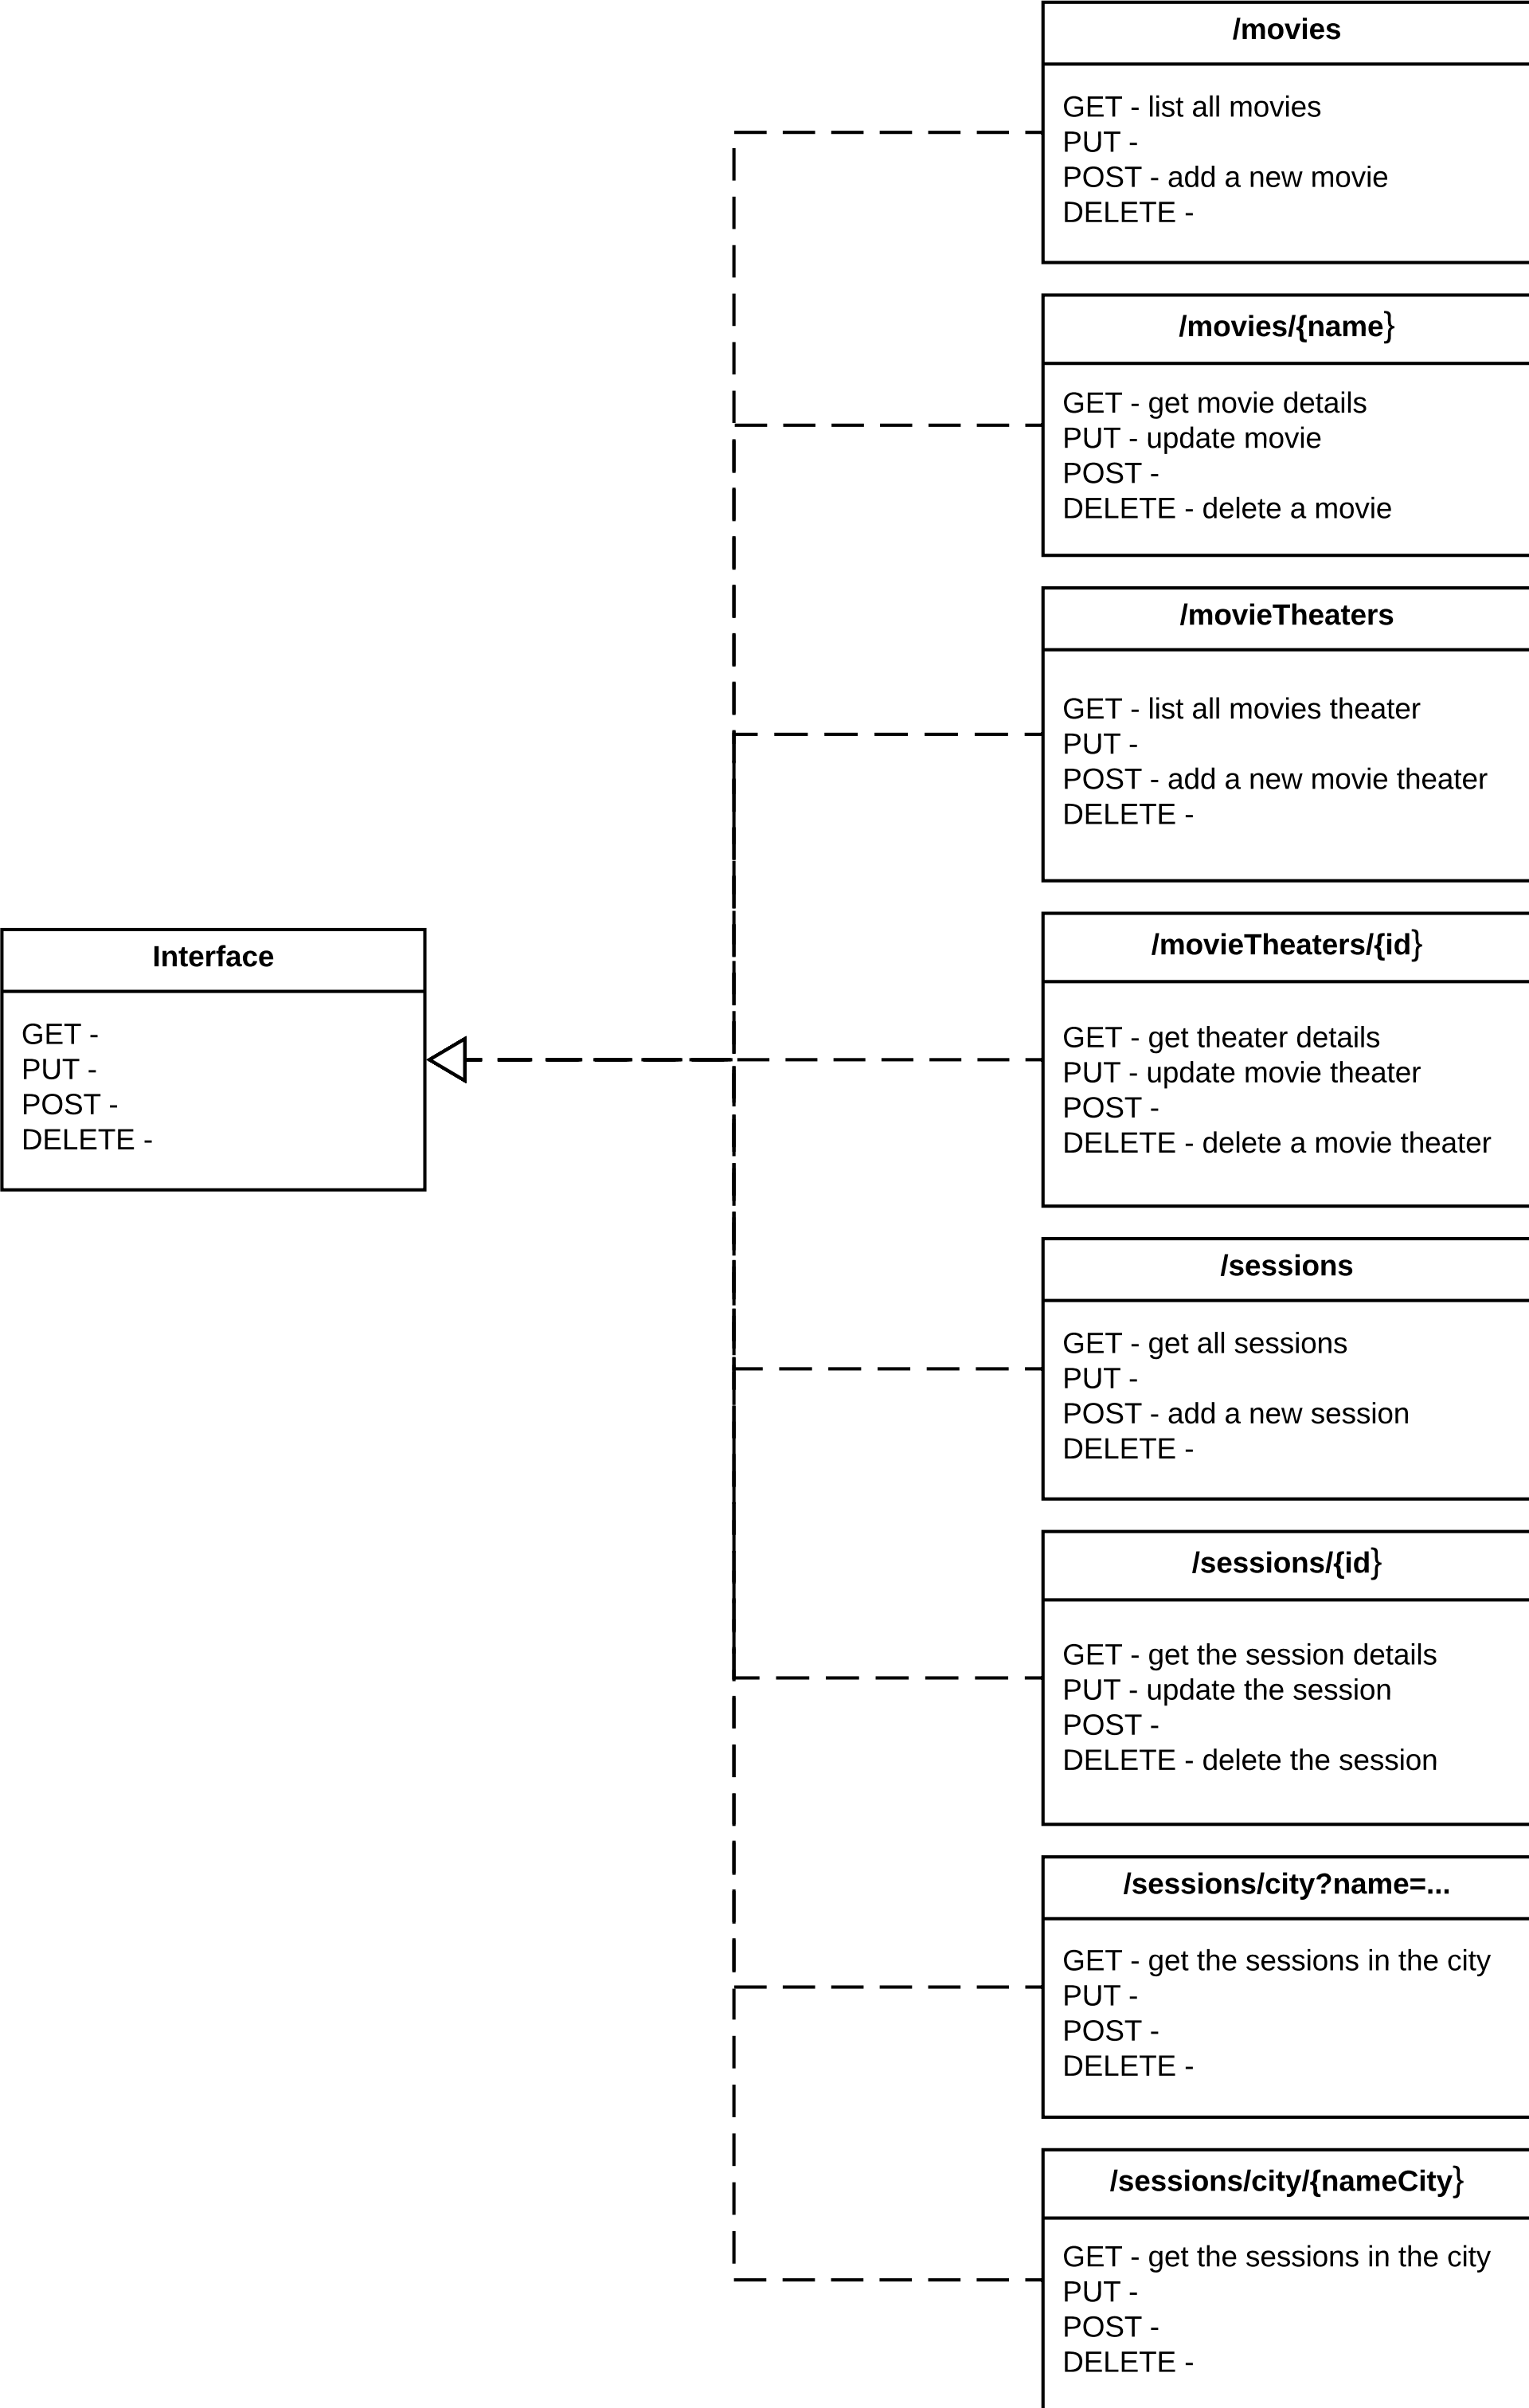 /movies
GET - list all movies
PUT -
POST - add a new movie
DELETE -
/movies/{name}
GET - get movie details
PUT - update movie
POST -
DELETE - delete a movie
/movieTheaters
GET - list all movies theater
PUT -
POST - add a new movie theater
DELETE -
Interface
GET -
PUT -
POST -
DELETE -
/movieTheaters/{id}
GET - get theater details
PUT - update movie theater
POST -
DELETE - delete a movie theater
/sessions
GET - get all sessions
PUT -
POST - add a new session
DELETE -
/sessions/{id}
GET - get the session details
PUT - update the session
POST -
DELETE - delete the session
/sessions/city?name=...
GET - get the sessions in the city
PUT -
POST -
DELETE -
/sessions/city/{nameCity}
GET - get the sessions in the city
PUT -
POST -
DELETE -